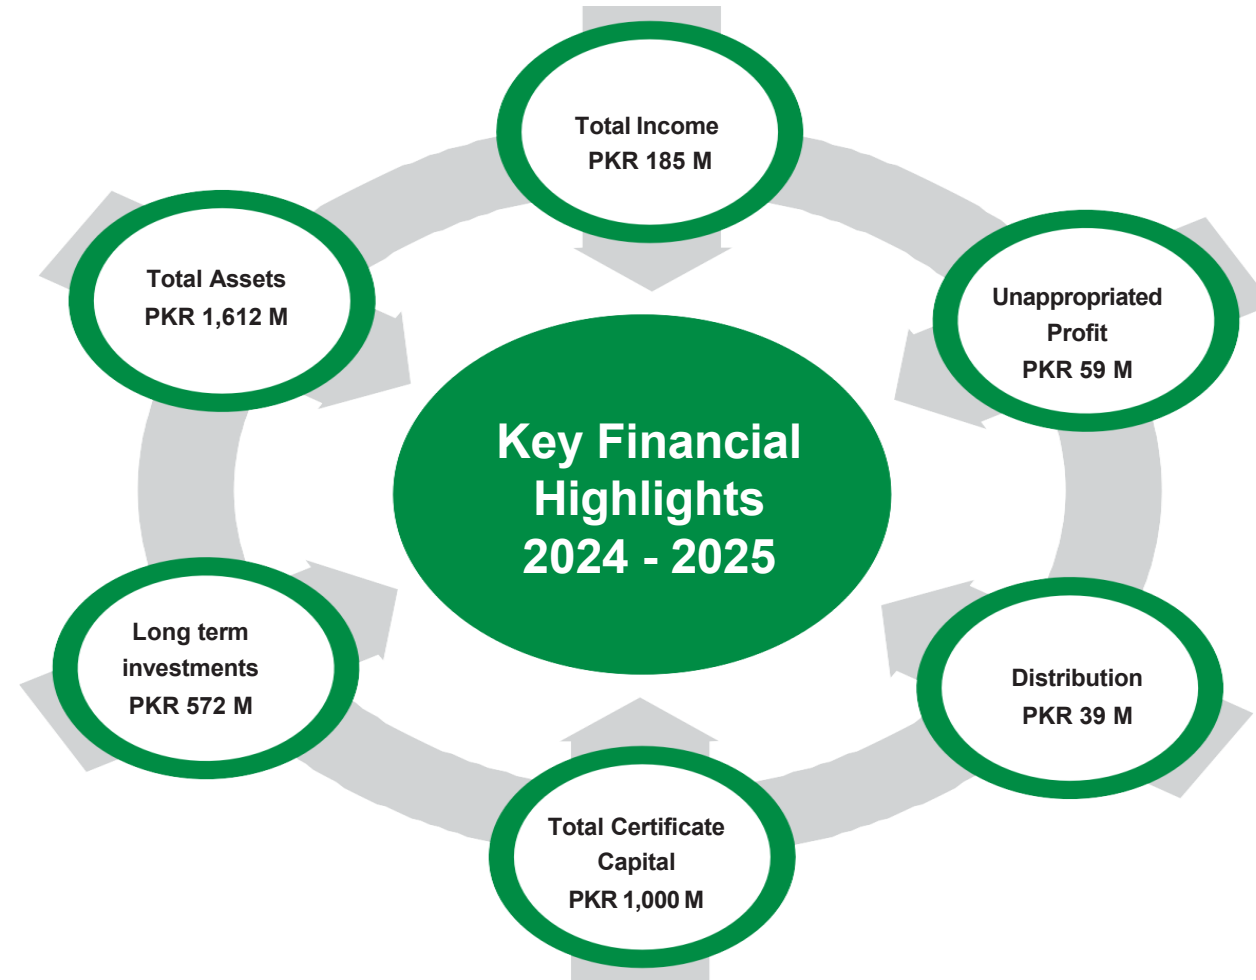 Total Income
PKR 185 M
Total Assets
PKR 1,612 M
Unappropriated
Profit
PKR 59 M
Key Financial
Highlights
2024 - 2025
Long term
investments
PKR 572 M
Distribution
PKR 39 M
Total Certificate
Capital
PKR 1,000 M